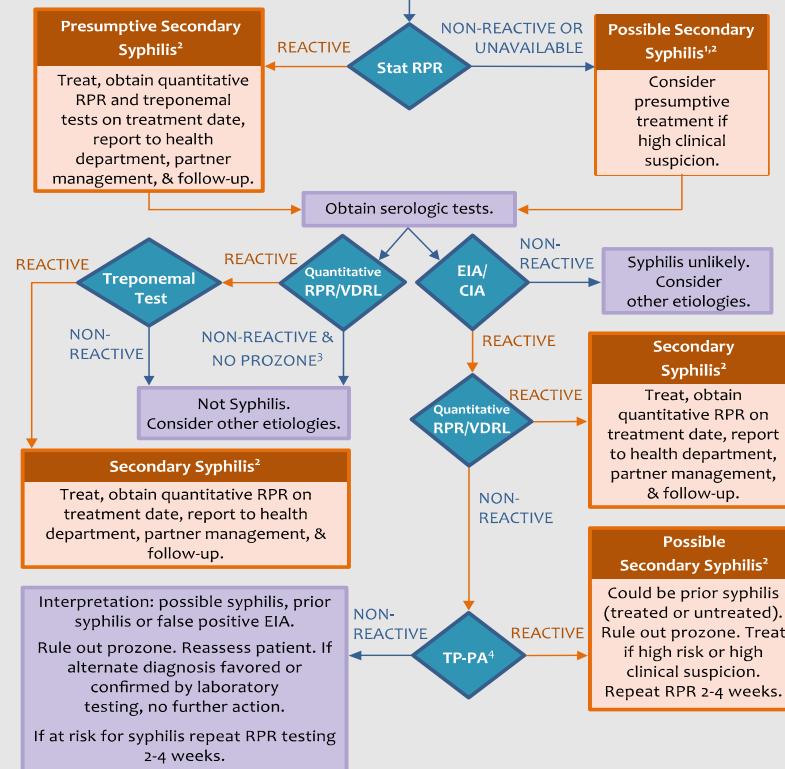 Presumptive Secondary
Syphilis²
Treat, obtain quantitative
RPR and treponemal
tests on treatment date,
report to health
department, partner
management, & follow-up.
REACTIVE
Stat RPR
NON-REACTIVE OR
UNAVAILABLE
Possible Secondary
Syphilis¹,²
Consider
presumptive
treatment if
high clinical
suspicion.
Obtain serologic tests.
REACTIVE
Treponemal
Test
REACTIVE
Quantitative
RPR/VDRL
EIA/
CIA
NON-
REACTIVE
Syphilis unlikely.
Consider
other etiologies.
NON-
REACTIVE
NON-REACTIVE &
NO PROZONE³
REACTIVE
Not Syphilis.
Consider other etiologies.
Quantitative
RPR/VDRL
REACTIVE
Secondary
Syphilis²
Treat, obtain
quantitative RPR on
treatment date, report
to health department,
partner management,
& follow-up.
Secondary Syphilis²
Treat, obtain quantitative RPR on
treatment date, report to health
department, partner management, &
follow-up.
NON-
REACTIVE
Possible
Secondary Syphilis²
Could be prior syphilis
(treated or untreated).
Rule out prozone. Treat
if high risk or high
clinical suspicion.
Repeat RPR 2-4 weeks.
Interpretation: possible syphilis, prior
syphilis or false positive EIA.
Rule out prozone. Reassess patient. If
alternate diagnosis favored or
confirmed by laboratory
testing, no further action.
If at risk for syphilis repeat RPR testing
2-4 weeks.
NON-
REACTIVE
TP-PA⁴
REACTIVE